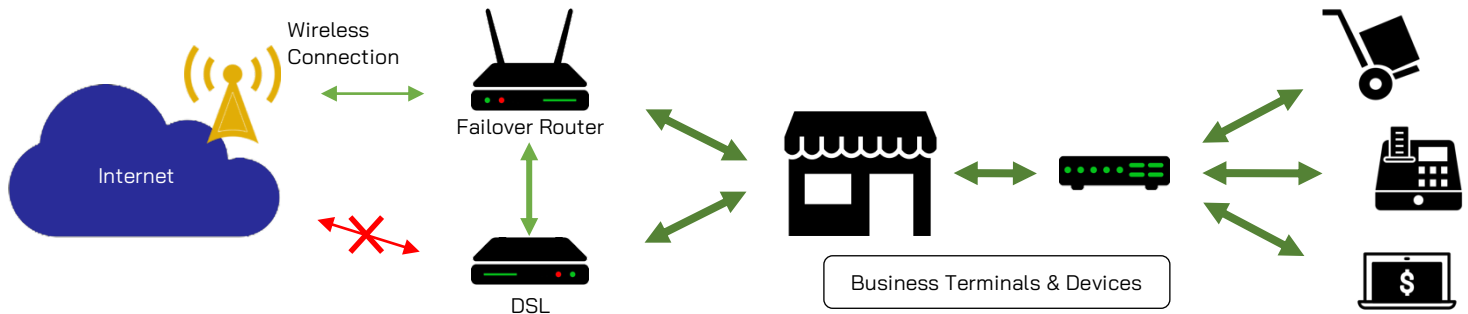 Wireless
Connection
Internet
Failover Router
DSL
Business Terminals & Devices
$